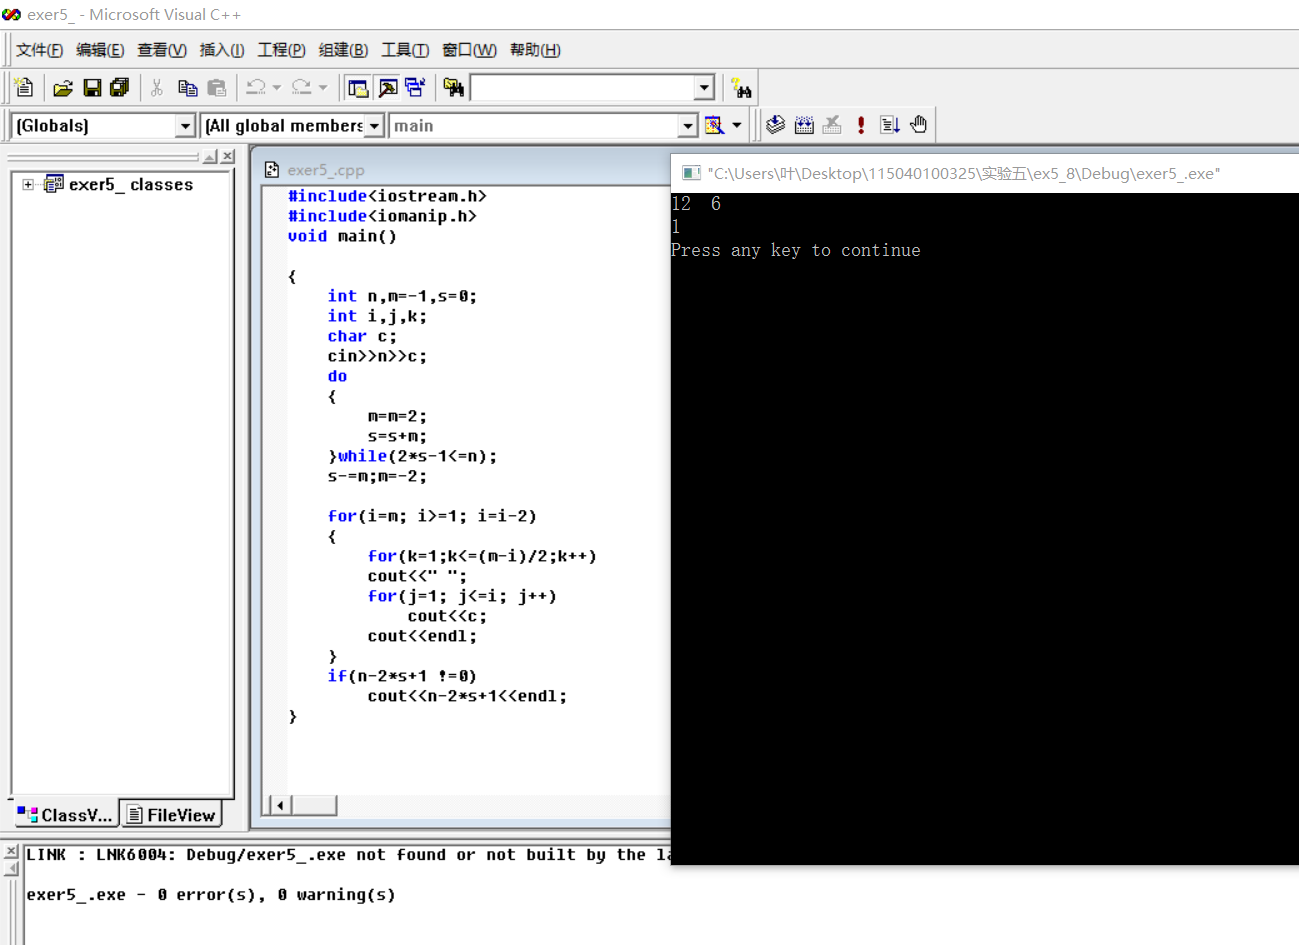 exer5_ - Microsoft Visual C++
文件(F) 编辑(E) 查看(V) 插入(I) 工程(P) 组建(B) 工具(T) 窗口(W) 帮助(H)
(Globals) (All global members main
exer5_ classes
exer5_.cpp
#include<iostream.h>
#include<iomanip.h>
void main()
{
int n,m=-1,s=0;
int i,j,k;
char c;
cin>>n>>c;
do
{
m=m=2;
s=s+m;
}while(2*s-1<=n);
s-=m;m=-2;
for(i=m; i>=1; i=i-2)
{
for(k=1;k<=(m-i)/2;k++)
cout<<" ";
for(j=1; j<=i; j++)
cout<<c;
cout<<endl;
}
if(n-2*s+1 !=0)
cout<<n-2*s+1<<endl;
}
"C:\Users\叶\Desktop\115040100325\实验五\ex5_8\Debug\exer5_.exe"
12  6
1
Press any key to continue
ClassV... FileView
LINK : LNK6004: Debug/exer5_.exe not found or not built by the la
exer5_.exe - 0 error(s), 0 warning(s)